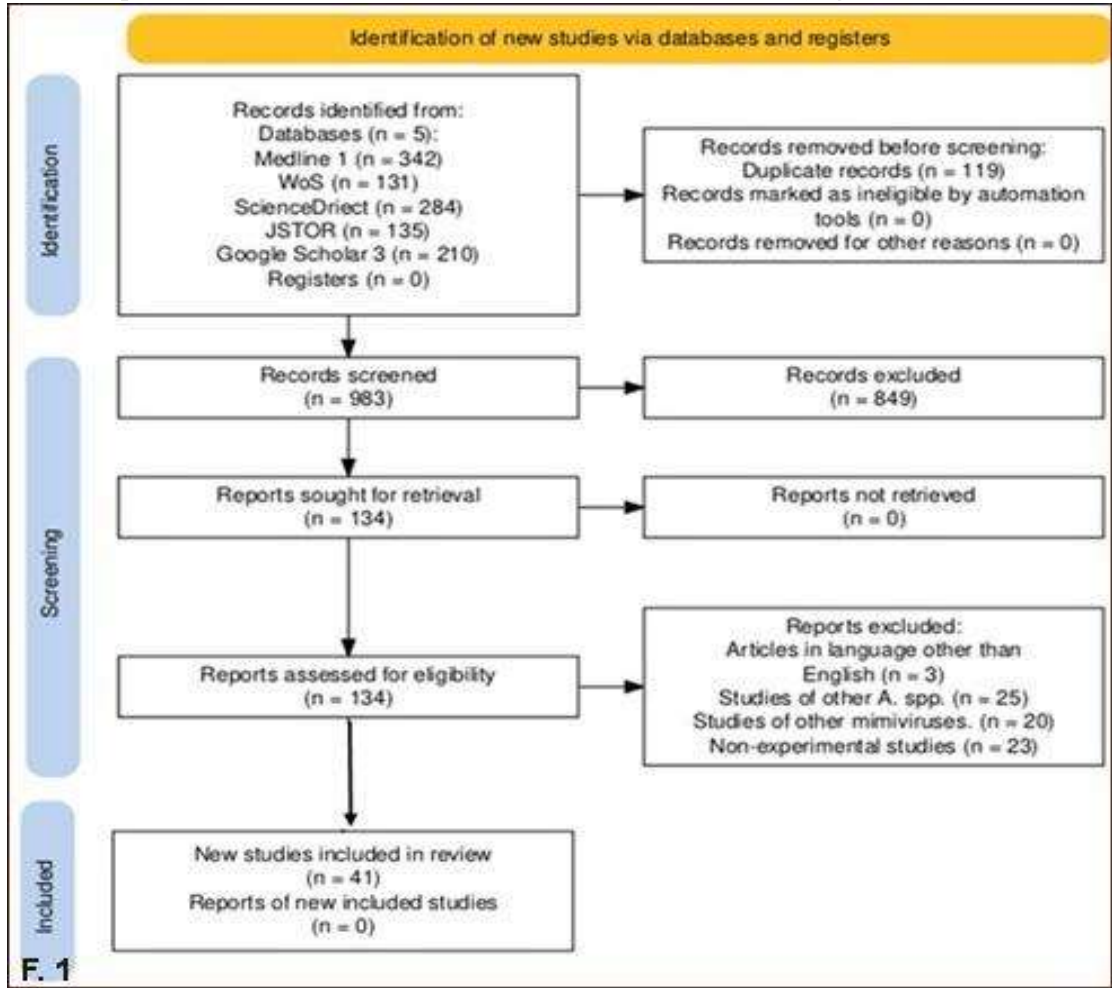 Identification of new studies via databases and registers
Identification
Records identified from:
Databases (n = 5):
Medline 1 (n = 342)
WoS (n = 131)
ScienceDriect (n = 284)
JSTOR (n = 135)
Google Scholar 3 (n = 210)
Registers (n = 0)
Records removed before screening:
Duplicate records (n = 119)
Records marked as ineligible by automation
tools (n = 0)
Records removed for other reasons (n = 0)
Screening
Records screened
(n = 983)
Records excluded
(n = 849)
Reports sought for retrieval
(n = 134)
Reports not retrieved
(n = 0)
Reports assessed for eligibility
(n = 134)
Reports excluded:
Articles in language other than
English (n = 3)
Studies of other A. spp. (n = 25)
Studies of other mimiviruses. (n = 20)
Non-experimental studies (n = 23)
Included
New studies included in review
(n = 41)
Reports of new included studies
(n = 0)
F. 1